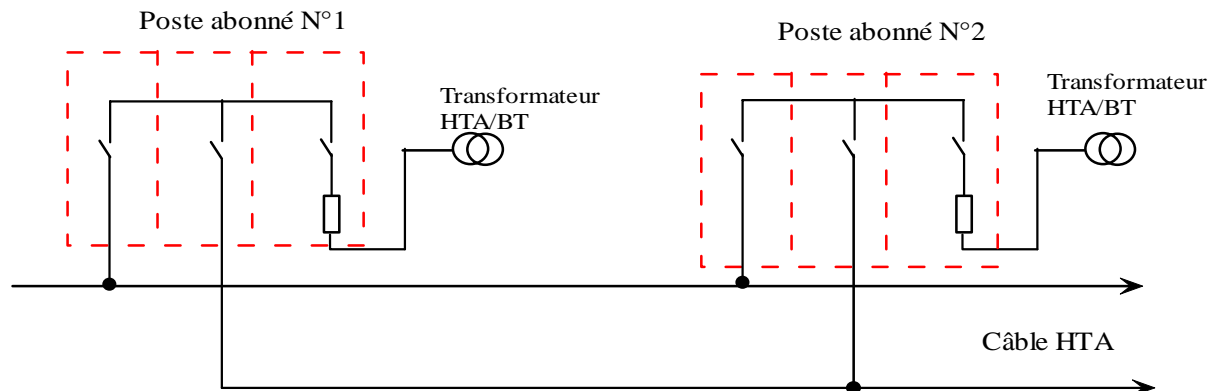 Poste abonné N°1
Poste abonné N°2
Transformateur
HTA/BT
Transformateur
HTA/BT
Câble HTA